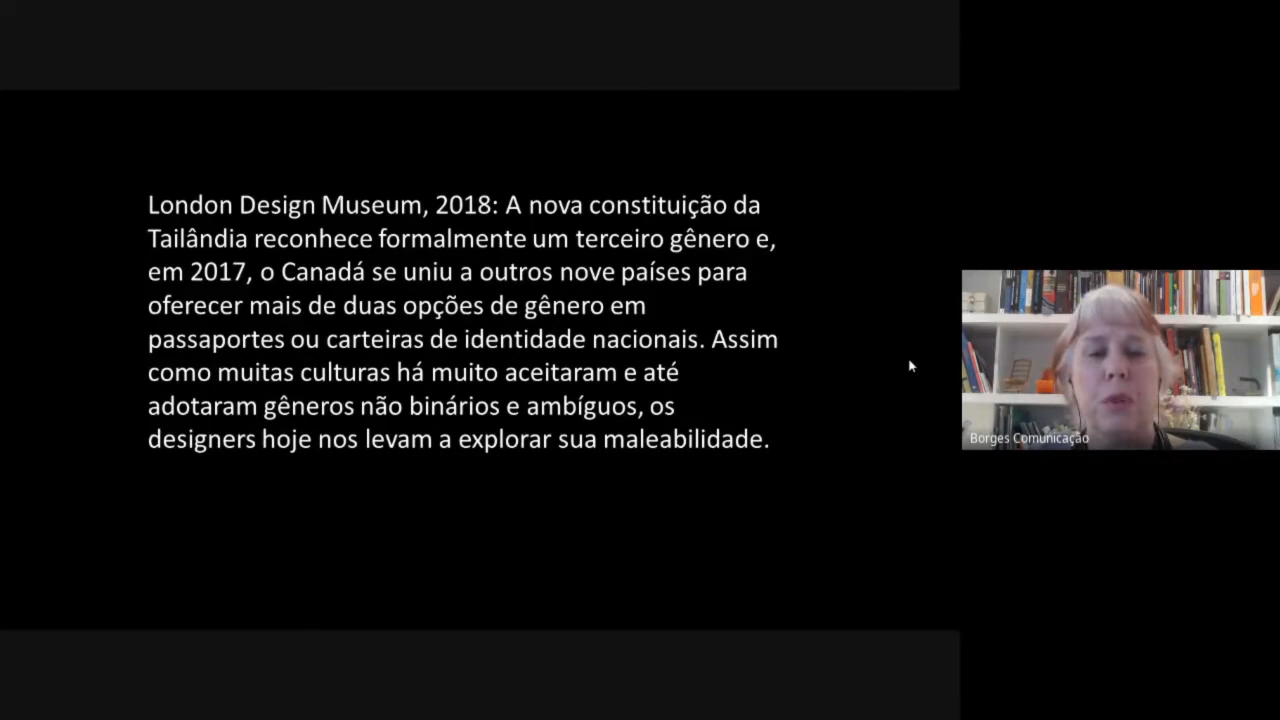 London Design Museum, 2018: A nova constituição da
Tailândia reconhece formalmente um terceiro gênero e,
em 2017, o Canadá se uniu a outros nove países para
oferecer mais de duas opções de gênero em
passaportes ou carteiras de identidade nacionais. Assim
como muitas culturas há muito aceitaram e até
adotaram gêneros não binários e ambíguos, os
designers hoje nos levam a explorar sua maleabilidade.
Borges Comunicação